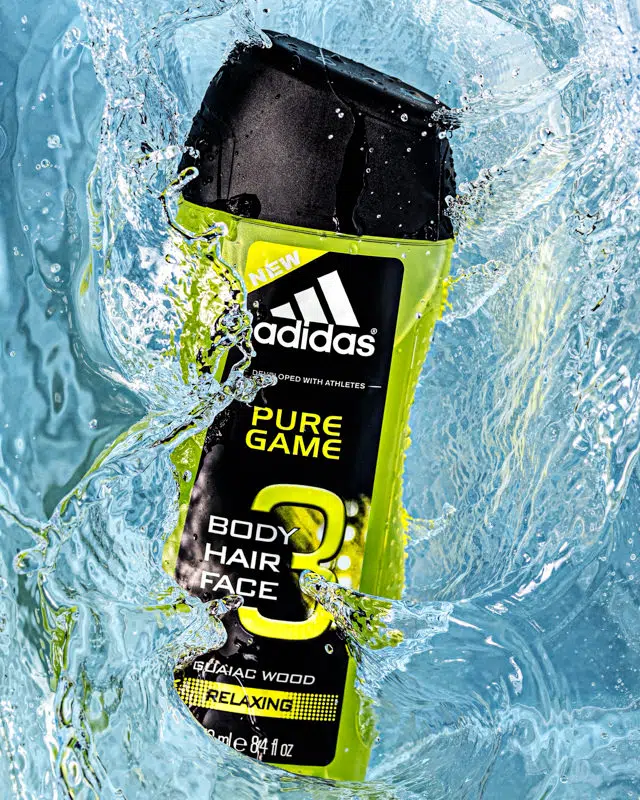 NEW
adidas®
DEVELOPED WITH ATHLETES
PURE
GAME
3
BODY
HAIR
FACE
GUAIAC WOOD
RELAXING
ml e 8,4 fl oz